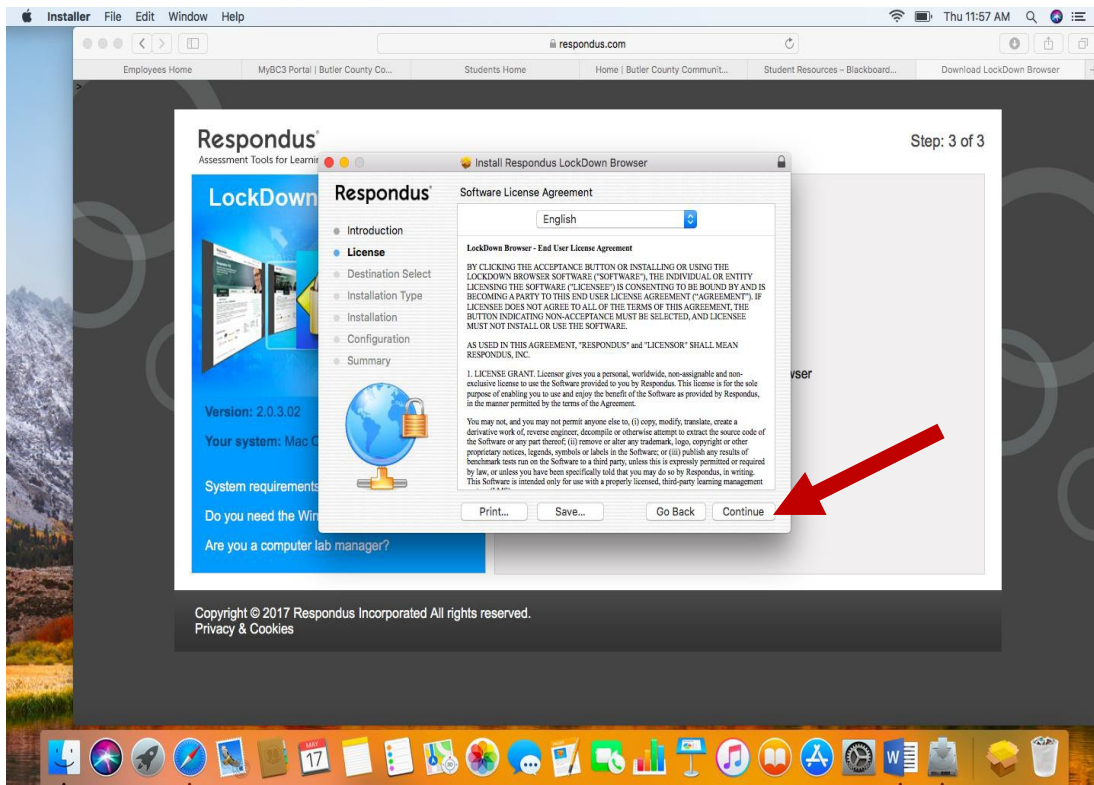 Installer File Edit Window Help
Thu 11:57 AM
respondus.com
Employees Home
MyBC3 Portal | Butler County Co...
Students Home
Home | Butler County Communit...
Student Resources – Blackboard...
Download LockDown Browser
Respondus
Assessment Tools for Learnin
Step: 3 of 3
LockDown
Version: 2.0.3.02
Your system: Mac O
System requirements
Do you need the Win
Are you a computer lab manager?
wser
Install Respondus LockDown Browser
Respondus
Introduction
License
Destination Select
Installation Type
Installation
Configuration
Summary
Software License Agreement
English
LockDown Browser - End User License Agreement
BY CLICKING THE ACCEPTANCE BUTTON OR INSTALLING OR USING THE
LOCKDOWN BROWSER SOFTWARE ("SOFTWARE"), THE INDIVIDUAL OR ENTITY
LICENSING THE SOFTWARE ("LICENSEE") IS CONSENTING TO BE BOUND BY AND IS
BECOMING A PARTY TO THIS END USER LICENSE AGREEMENT ("AGREEMENT"). IF
LICENSEE DOES NOT AGREE TO ALL OF THE TERMS OF THIS AGREEMENT, THE
BUTTON INDICATING NON-ACCEPTANCE MUST BE SELECTED, AND LICENSEE
MUST NOT INSTALL OR USE THE SOFTWARE.
AS USED IN THIS AGREEMENT, "RESPONDUS" and "LICENSOR" SHALL MEAN
RESPONDUS, INC.
1. LICENSE GRANT. Licensor gives you a personal, worldwide, non-assignable and non-
exclusive license to use the Software provided to you by Respondus. This license is for the sole
purpose of enabling you to use and enjoy the benefit of the Software as provided by Respondus,
in the manner permitted by the terms of the Agreement.
You may not, and you may not permit anyone else to, (i) copy, modify, translate, create a
derivative work of, reverse engineer, decompile or otherwise attempt to extract the source code of
the Software or any part thereof; (ii) remove or alter any trademark, logo, copyright or other
proprietary notices, legends, symbols or labels in the Software; or (iii) publish any results of
benchmark tests run on the Software to a third party, unless this is expressly permitted or required
by law, or unless you have been specifically told that you may do so by Respondus, in writing.
This Software is intended only for use with a properly licensed, third-party learning management
Print... Save... Go Back Continue
Copyright © 2017 Respondus Incorporated All rights reserved.
Privacy & Cookies
MAY
17
W